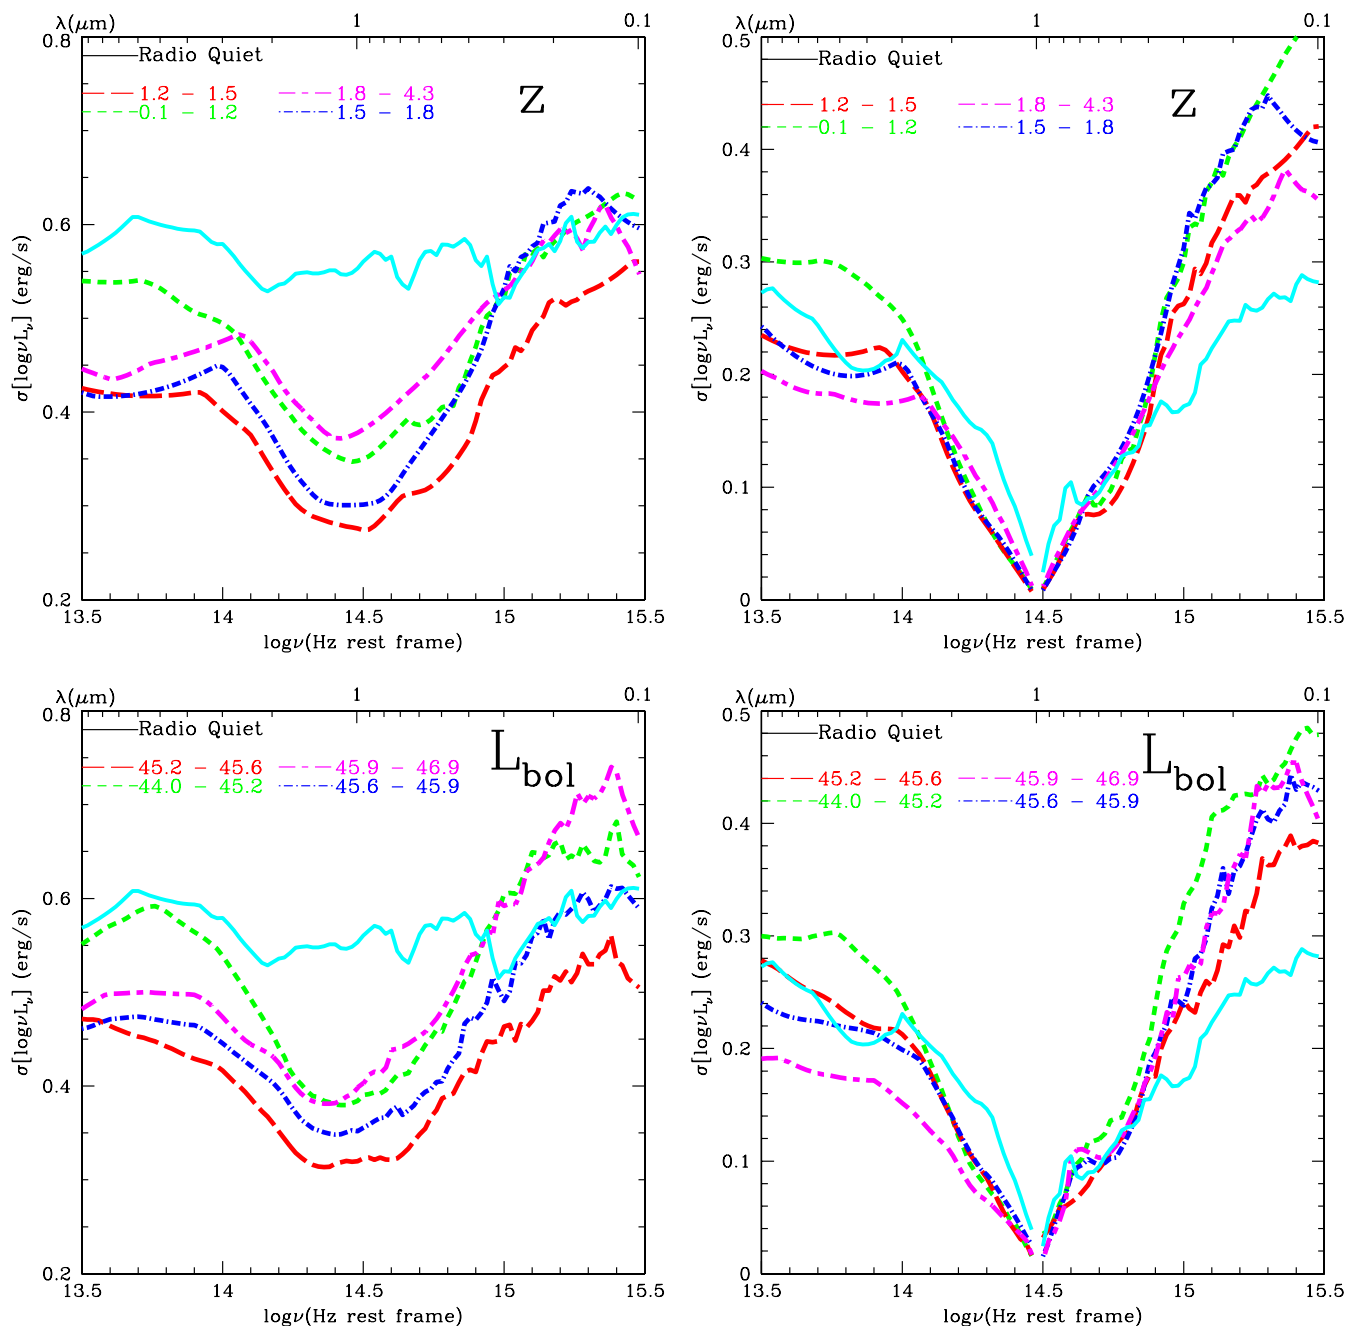 λ(μm) 1 0.1
0.8
Radio Quiet
1.2 − 1.5 1.8 − 4.3
0.1 − 1.2 1.5 − 1.8
z
0.6
σ[logνLν] (erg/s)
0.4
0.2
13.5 14 14.5 15 15.5
logν(Hz rest frame)
λ(μm) 1 0.1
0.5
Radio Quiet
1.2 − 1.5 1.8 − 4.3
0.1 − 1.2 1.5 − 1.8
z
0.4
0.3
σ[logνLν] (erg/s)
0.2
0.1
0
13.5 14 14.5 15 15.5
logν(Hz rest frame)
λ(μm) 1 0.1
0.8
Radio Quiet
45.2 − 45.6 45.9 − 46.9
44.0 − 45.2 45.6 − 45.9
Lbol
0.6
σ[logνLν] (erg/s)
0.4
0.2
13.5 14 14.5 15 15.5
logν(Hz rest frame)
λ(μm) 1 0.1
0.5
Radio Quiet
45.2 − 45.6 45.9 − 46.9
44.0 − 45.2 45.6 − 45.9
Lbol
0.4
0.3
σ[logνLν] (erg/s)
0.2
0.1
0
13.5 14 14.5 15 15.5
logν(Hz rest frame)